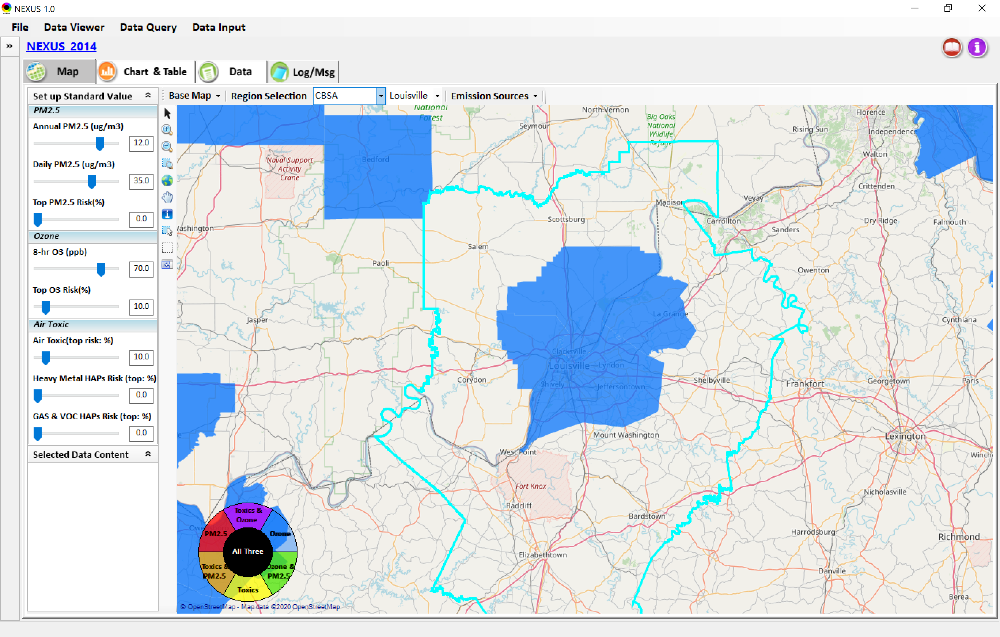 NEXUS 1.0
File Data Viewer Data Query Data Input
»
NEXUS 2014
Map Chart & Table Data Log/Msg
Set up Standard Value
Base Map Region Selection CBSA Louisville Emission Sources
PM2.5
Annual PM2.5 (ug/m3)
12.0
Daily PM2.5 (ug/m3)
35.0
Top PM2.5 Risk(%)
0.0
Ozone
8-hr O3 (ppb)
70.0
Top O3 Risk(%)
10.0
Air Toxic
Air Toxic(top risk: %)
10.0
Heavy Metal HAPs Risk (top: %)
0.0
GAS & VOC HAPs Risk (top: %)
0.0
Selected Data Content
National
Forest
North Vernon
Seymour
Big Oaks
National
Wildlife
Refuge
Florence
Rising Sun
Independence
Walton
Bedford
Naval Support
Activity
Crane
Crittenden
Madison
Vevay
Scottsburg
Carrollton
Dry Ridge
Falmouth
Washington
Sanders
Salem
Paoli
Owenton
La Grange
Jasper
Cynthiana
Clarksville
Louisville
Lyndon
Corydon
Shively
Jeffersontown
Shelbyville
Frankfort
Georgetown
Paris
Mount Washington
Lexington
West Point
Winch
Fort Knox
Nicholasville
Radcliff
Bardstown
Harrodsburg
Richmond
Elizabethtown
Danville
Berea
Toxics &
Ozone
PM2.5
Ozone
All Three
Toxics &
PM2.5
Ozone &
PM2.5
Toxics
© OpenStreetMap - Map data ©2020 OpenStreetMap